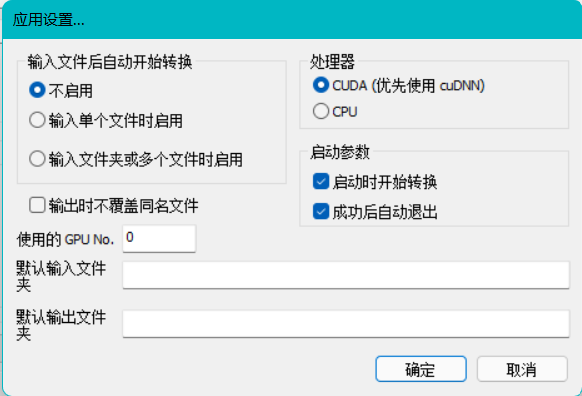 应用设置...
输入文件后自动开始转换
不启用
输入单个文件时启用
输入文件夹或多个文件时启用
处理器
CUDA (优先使用 cuDNN)
CPU
启动参数
启动时开始转换
成功后自动退出
输出时不覆盖同名文件
使用的 GPU No.
0
默认输入文件
夹
默认输出文件
夹
确定
取消